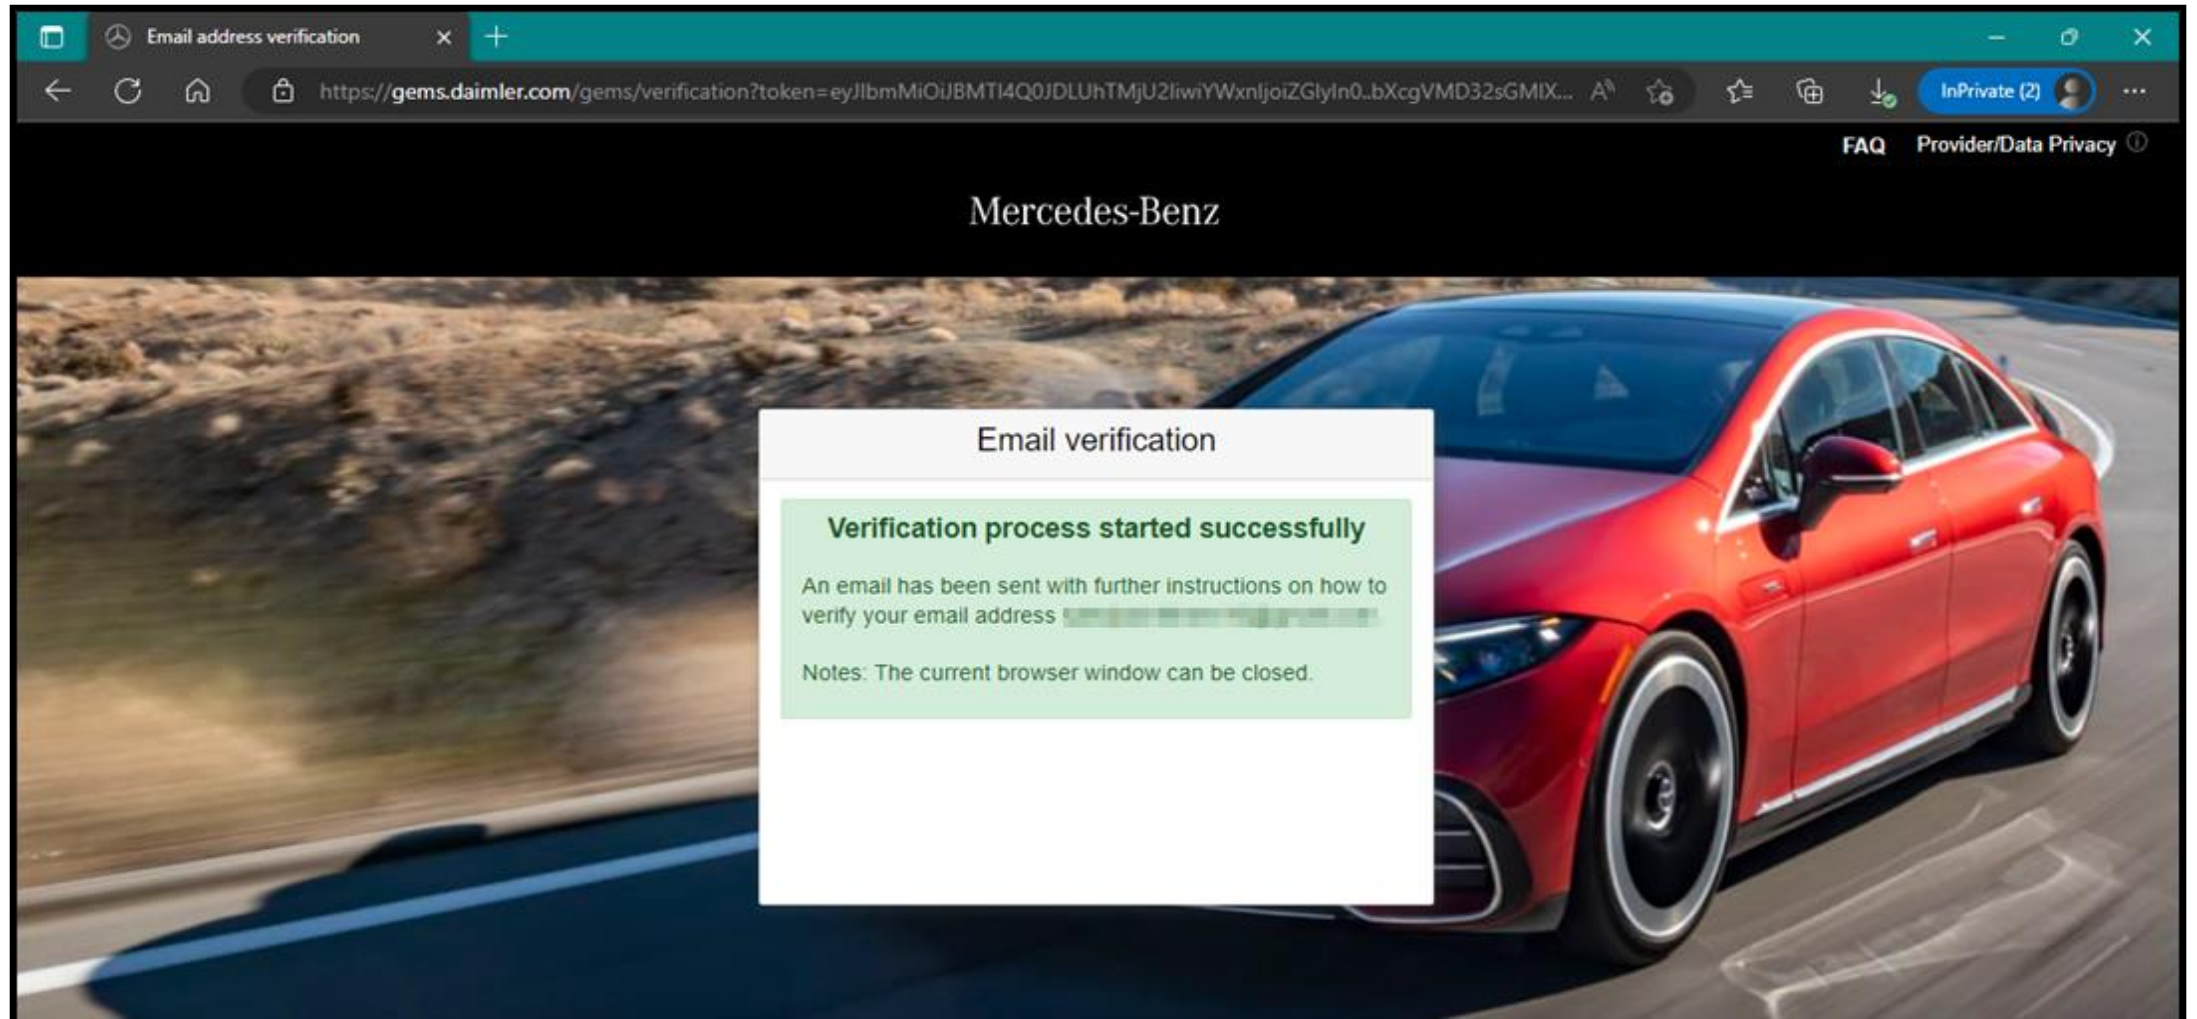 Email address verification
https://gems.daimler.com/gems/verification?token=eyJlbmMiOiJBMTI4Q0JDLUhTMjU2IiwiYWxnIjoiZGlyIn0..bXcgVMD32sGMIX...
InPrivate (2)
FAQ Provider/Data Privacy
Mercedes-Benz
Email verification
Verification process started successfully
An email has been sent with further instructions on how to
verify your email address
Notes: The current browser window can be closed.